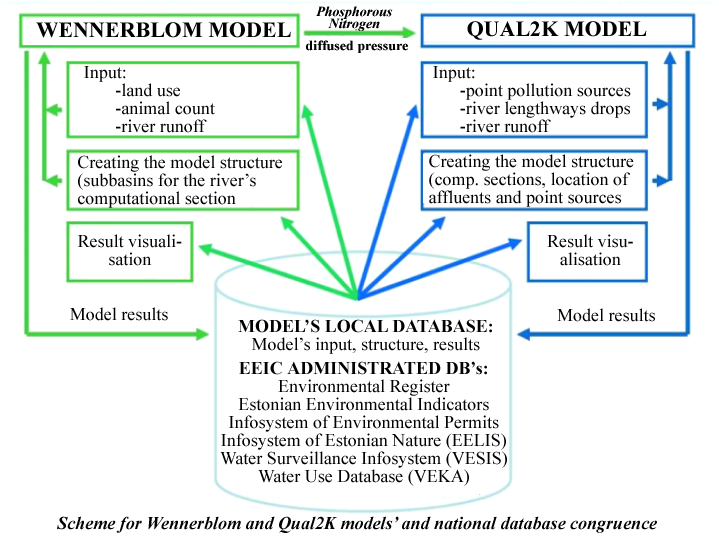 Phosphorous
Nitrogen
WENNERBLOM MODEL
QUAL2K MODEL
diffused pressure
Input:
-land use
-animal count
-river runoff
Creating the model structure
(subbasins for the river's
computational section
Result visuali-
sation
Model results
Input:
-point pollution sources
-river lengthways drops
-river runoff
Creating the model structure
(comp. sections, location of
affluents and point sources
Result visu-
alisation
Model results
MODEL'S LOCAL DATABASE:
Model's input, structure, results
EEIC ADMINISTRATED DB's:
Environmental Register
Estonian Environmental Indicators
Infosystem of Environmental Permits
Infosystem of Estonian Nature (EELIS)
Water Surveillance Infosystem (VESIS)
Water Use Database (VEKA)
Scheme for Wennerblom and Qual2K models' and national database congruence